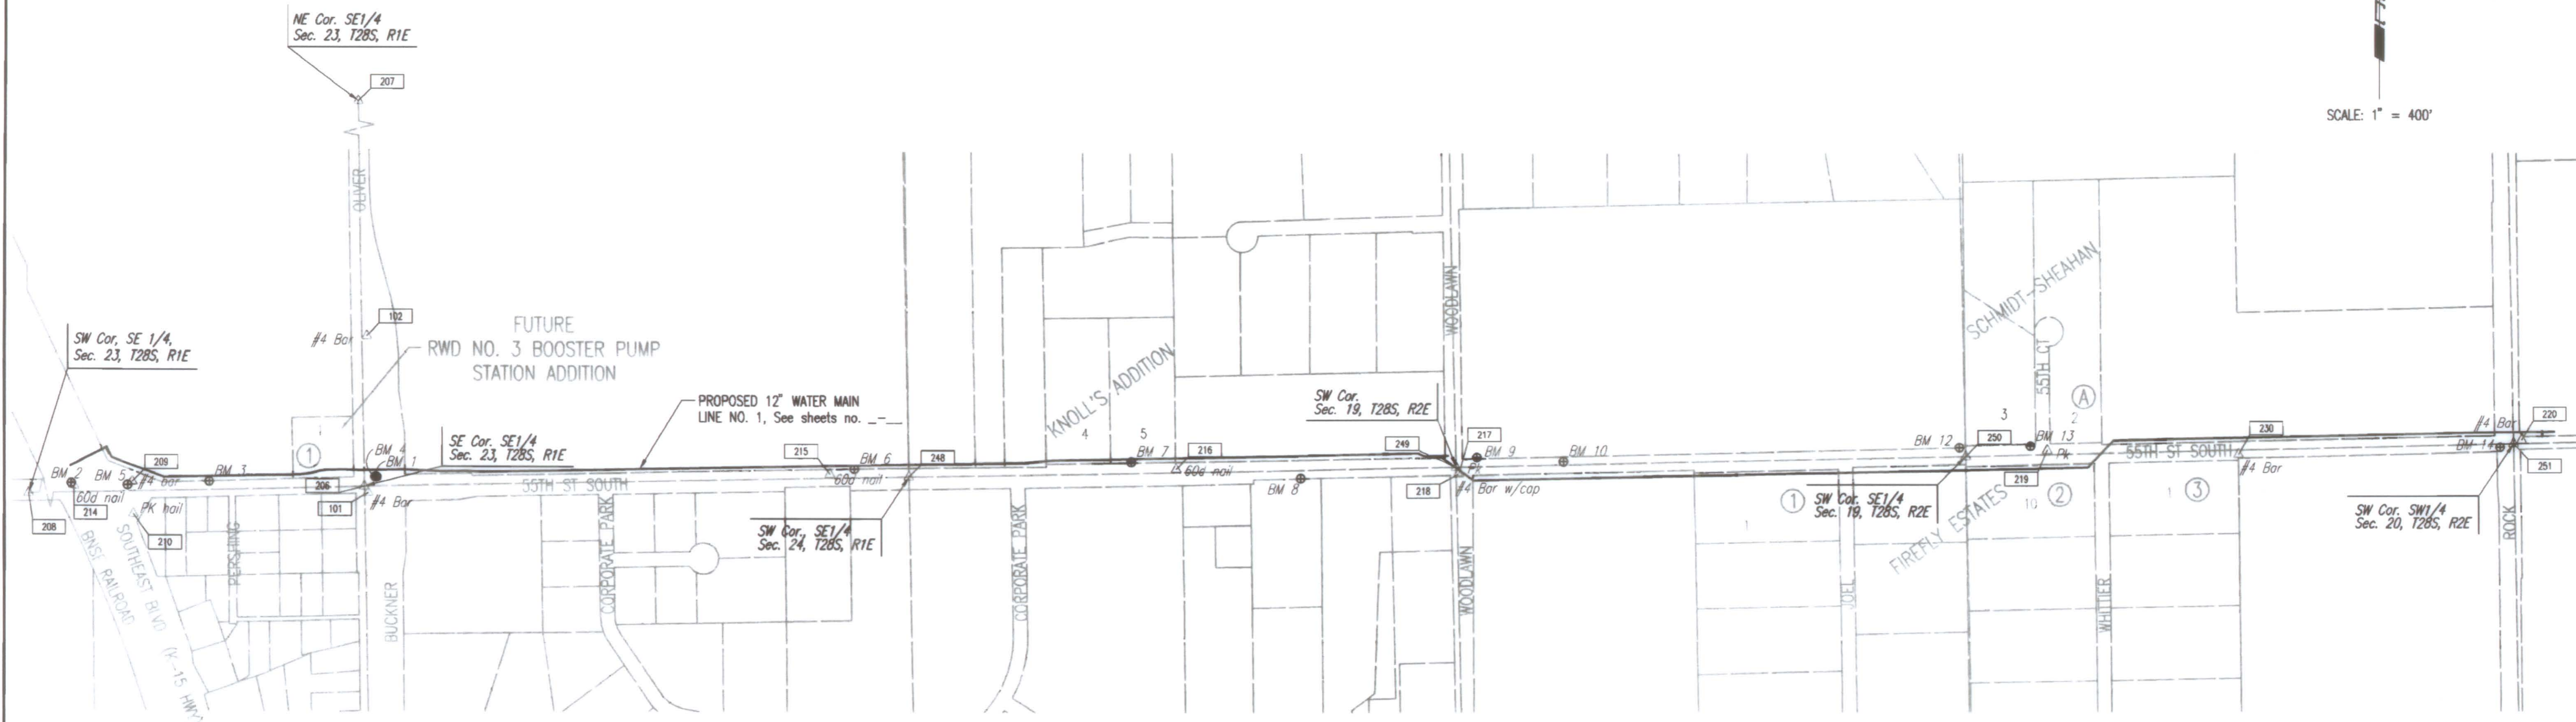 NE Cor. SE1/4
Sec. 23, T28S, R1E
207
SCALE: 1" = 400'
OLIVER
102
#4 Bar
FUTURE
RWD NO. 3 BOOSTER PUMP
STATION ADDITION
SW Cor, SE 1/4,
Sec. 23, T28S, R1E
PROPOSED 12" WATER MAIN
LINE NO. 1, See sheets no. _-_
SE Cor. SE1/4
Sec. 23, T28S, R1E
KNOLL'S ADDITION
4
5
WOODLAWN
SW Cor.
Sec. 19, T28S, R2E
SCHMIDT-SHEAHAN
55TH CT
A
2
3
1
BM 2
BM 5
209
#4 bar
BM 3
BM 4
BM 1
206
101
#4 Bar
60d nail
214
PK nail
208
210
55TH ST SOUTH
215
BM 6
60d nail
248
BM 7
216
60d nail
BM 8
249
217
BM 9
PK
218
#4 Bar w/cap
BM 10
BM 12
250
BM 13
Pk
219
55TH ST SOUTH
230
#4 Bar
#4 Bar
BM 14
220
251
SW Cor., SE1/4
Sec. 24, T28S, R1E
1
SW Cor. SE1/4
Sec. 19, T28S, R2E
1
FIREFLY ESTATES
10
2
1
3
SW Cor. SW1/4
Sec. 20, T28S, R2E
ROCK
BNSF RAILROAD
SOUTHEAST BLVD (K-15 HWY)
PERSHING
BUCKNER
CORPORATE PARK
CORPORATE PARK
WOODLAWN
JOEL
WHITTIER